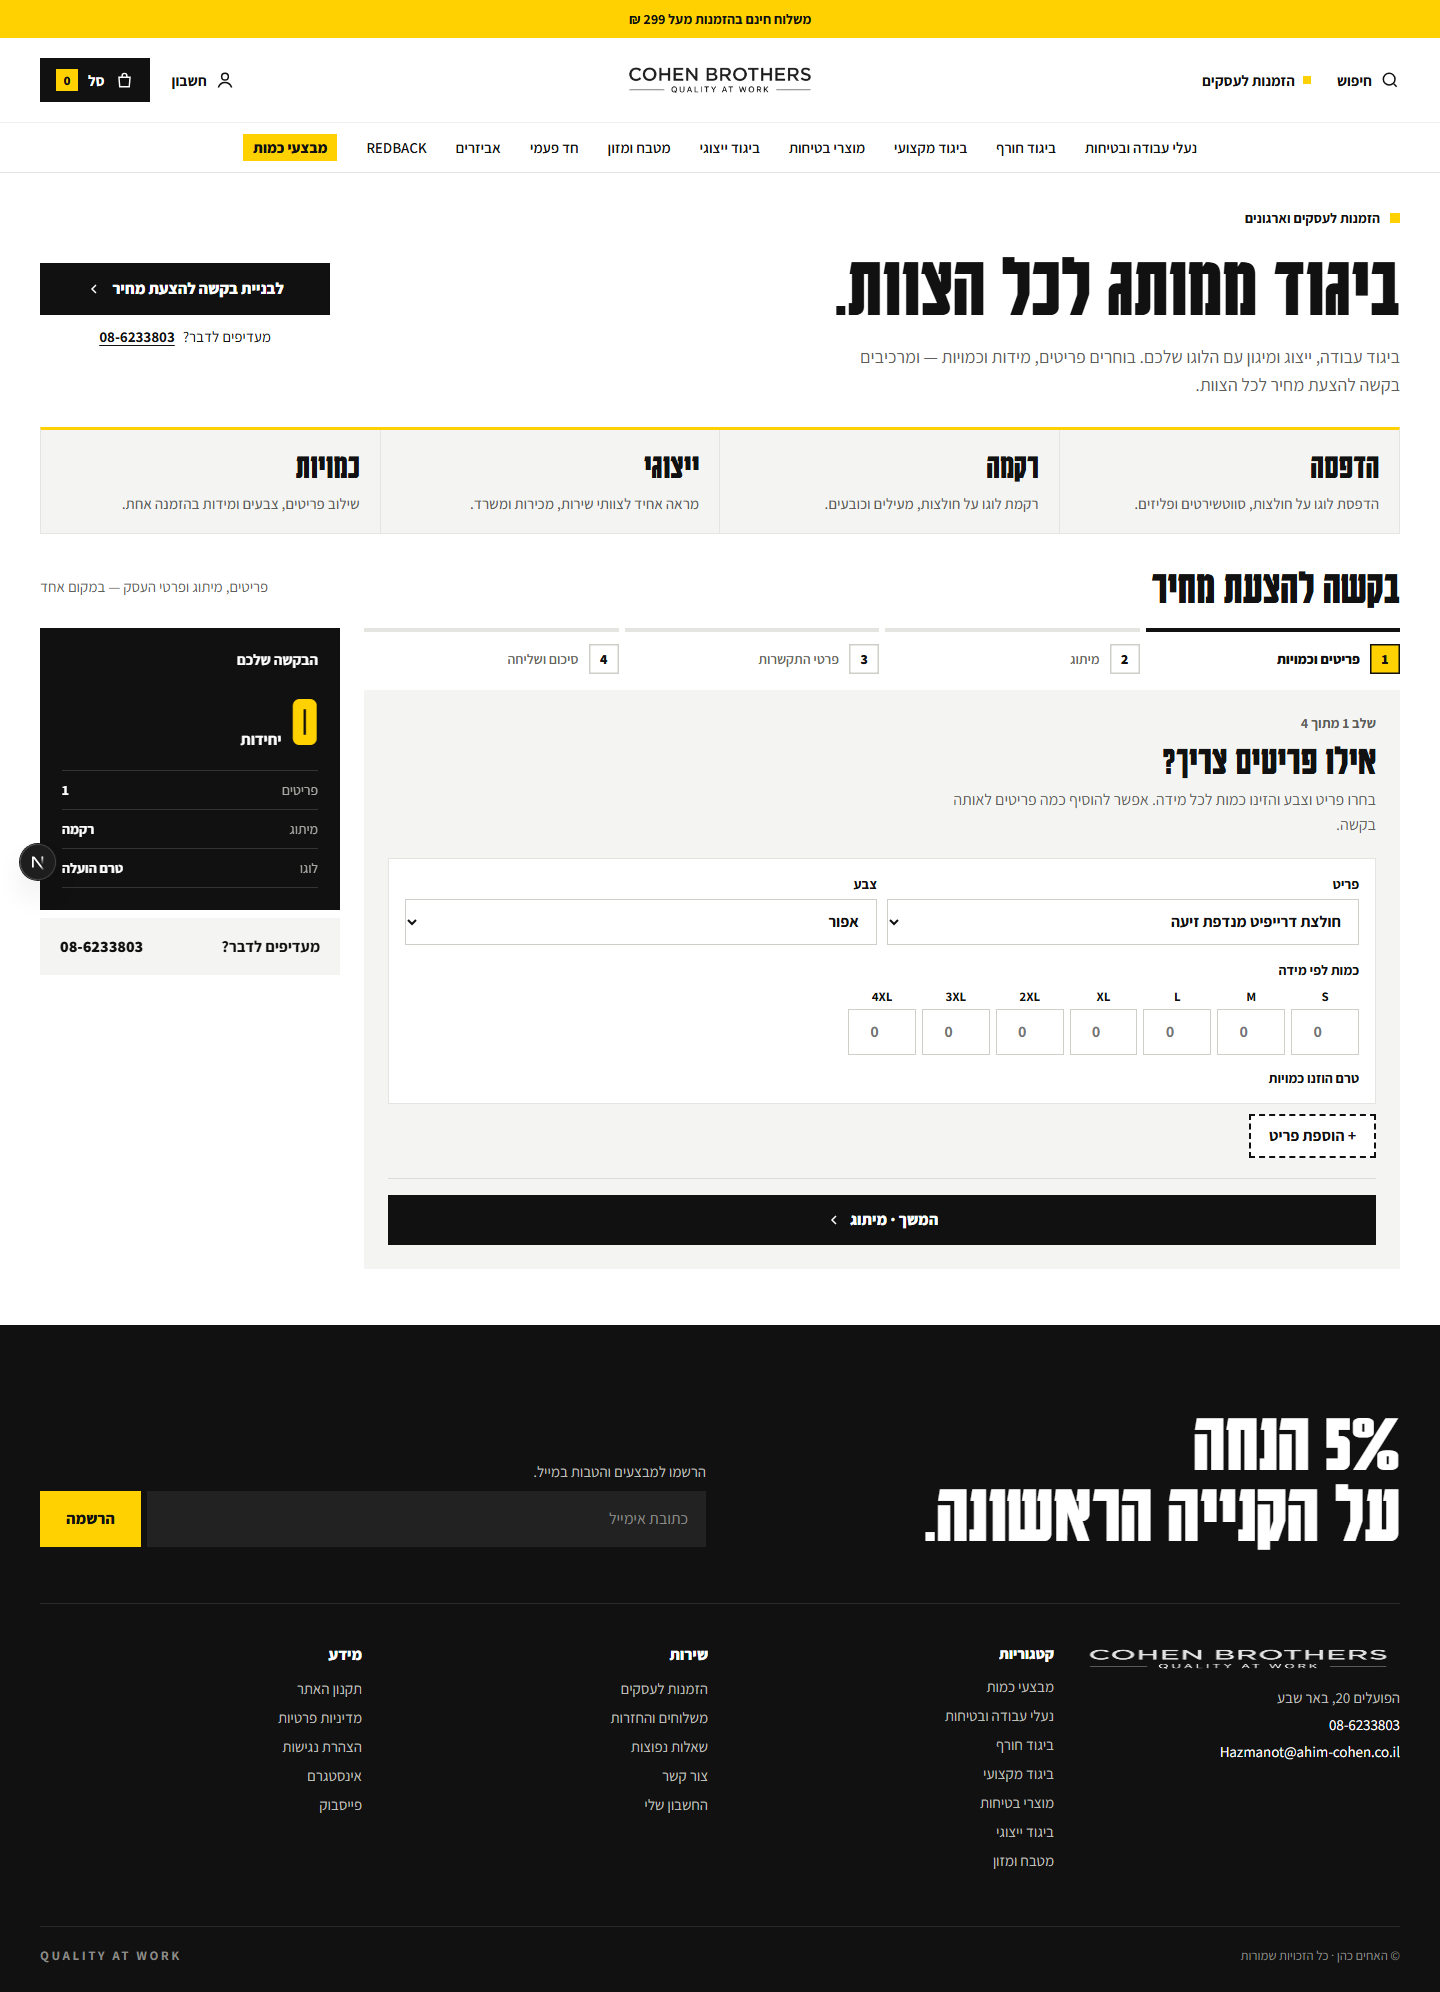 משלוח חינם בהזמנות מעל 299 ₪
חיפוש
הזמנות לעסקים
COHEN BROTHERS
QUALITY AT WORK
חשבון
סל
0
נעלי עבודה ובטיחות
ביגוד חורף
ביגוד מקצועי
מוצרי בטיחות
ביגוד ייצוגי
מטבח ומזון
חד פעמי
אביזרים
REDBACK
מבצעי כמות
הזמנות לעסקים וארגונים
ביגוד ממותג לכל הצוות.
ביגוד עבודה, ייצוג ומיגון עם הלוגו שלכם. בוחרים פריטים, מידות וכמויות — ומרכיבים
בקשה להצעת מחיר לכל הצוות.
לבניית בקשה להצעת מחיר
מעדיפים לדבר? 08-6233803
הדפסה
הדפסת לוגו על חולצות, סווטשירטים ופליזים.
רקמה
רקמת לוגו על חולצות, מעילים וכובעים.
ייצוגי
מראה אחיד לצוותי שירות, מכירות ומשרד.
כמויות
שילוב פריטים, צבעים ומידות בהזמנה אחת.
בקשה להצעת מחיר
פריטים, מיתוג ופרטי העסק — במקום אחד
1 פריטים וכמויות
2 מיתוג
3 פרטי התקשרות
4 סיכום ושליחה
שלב 1 מתוך 4
אילו פריטים צריך?
בחרו פריט וצבע והזינו כמות לכל מידה. אפשר להוסיף כמה פריטים לאותה
בקשה.
פריט
חולצת דרייפיט מנדפת זיעה
צבע
אפור
כמות לפי מידה
S M L XL 2XL 3XL 4XL
0 0 0 0 0 0 0
טרם הוזנו כמויות
+ הוספת פריט
המשך · מיתוג
הבקשה שלכם
0 יחידות
פריטים 1
מיתוג רקמה
לוגו טרם הועלה
N
מעדיפים לדבר? 08-6233803
5% הנחה
על הקנייה הראשונה.
הרשמו למבצעים והטבות במייל.
כתובת אימייל
הרשמה
COHEN BROTHERS
QUALITY AT WORK
הפועלים 20, באר שבע
08-6233803
Hazmanot@ahim-cohen.co.il
קטגוריות
מבצעי כמות
נעלי עבודה ובטיחות
ביגוד חורף
ביגוד מקצועי
מוצרי בטיחות
ביגוד ייצוגי
מטבח ומזון
שירות
הזמנות לעסקים
משלוחים והחזרות
שאלות נפוצות
צור קשר
החשבון שלי
מידע
תקנון האתר
מדיניות פרטיות
הצהרת נגישות
אינסטגרם
פייסבוק
© האחים כהן · כל הזכויות שמורות
QUALITY AT WORK